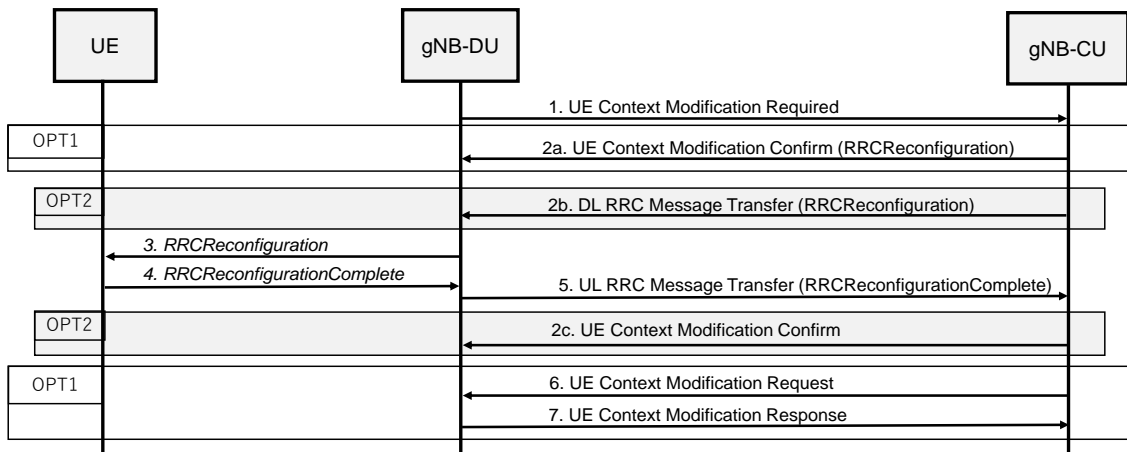 UE
gNB-DU
gNB-CU
1. UE Context Modification Required
OPT1
2a. UE Context Modification Confirm (RRCReconfiguration)
OPT2
2b. DL RRC Message Transfer (RRCReconfiguration)
3. RRCReconfiguration
4. RRCReconfigurationComplete
5. UL RRC Message Transfer (RRCReconfigurationComplete)
OPT2
2c. UE Context Modification Confirm
OPT1
6. UE Context Modification Request
7. UE Context Modification Response